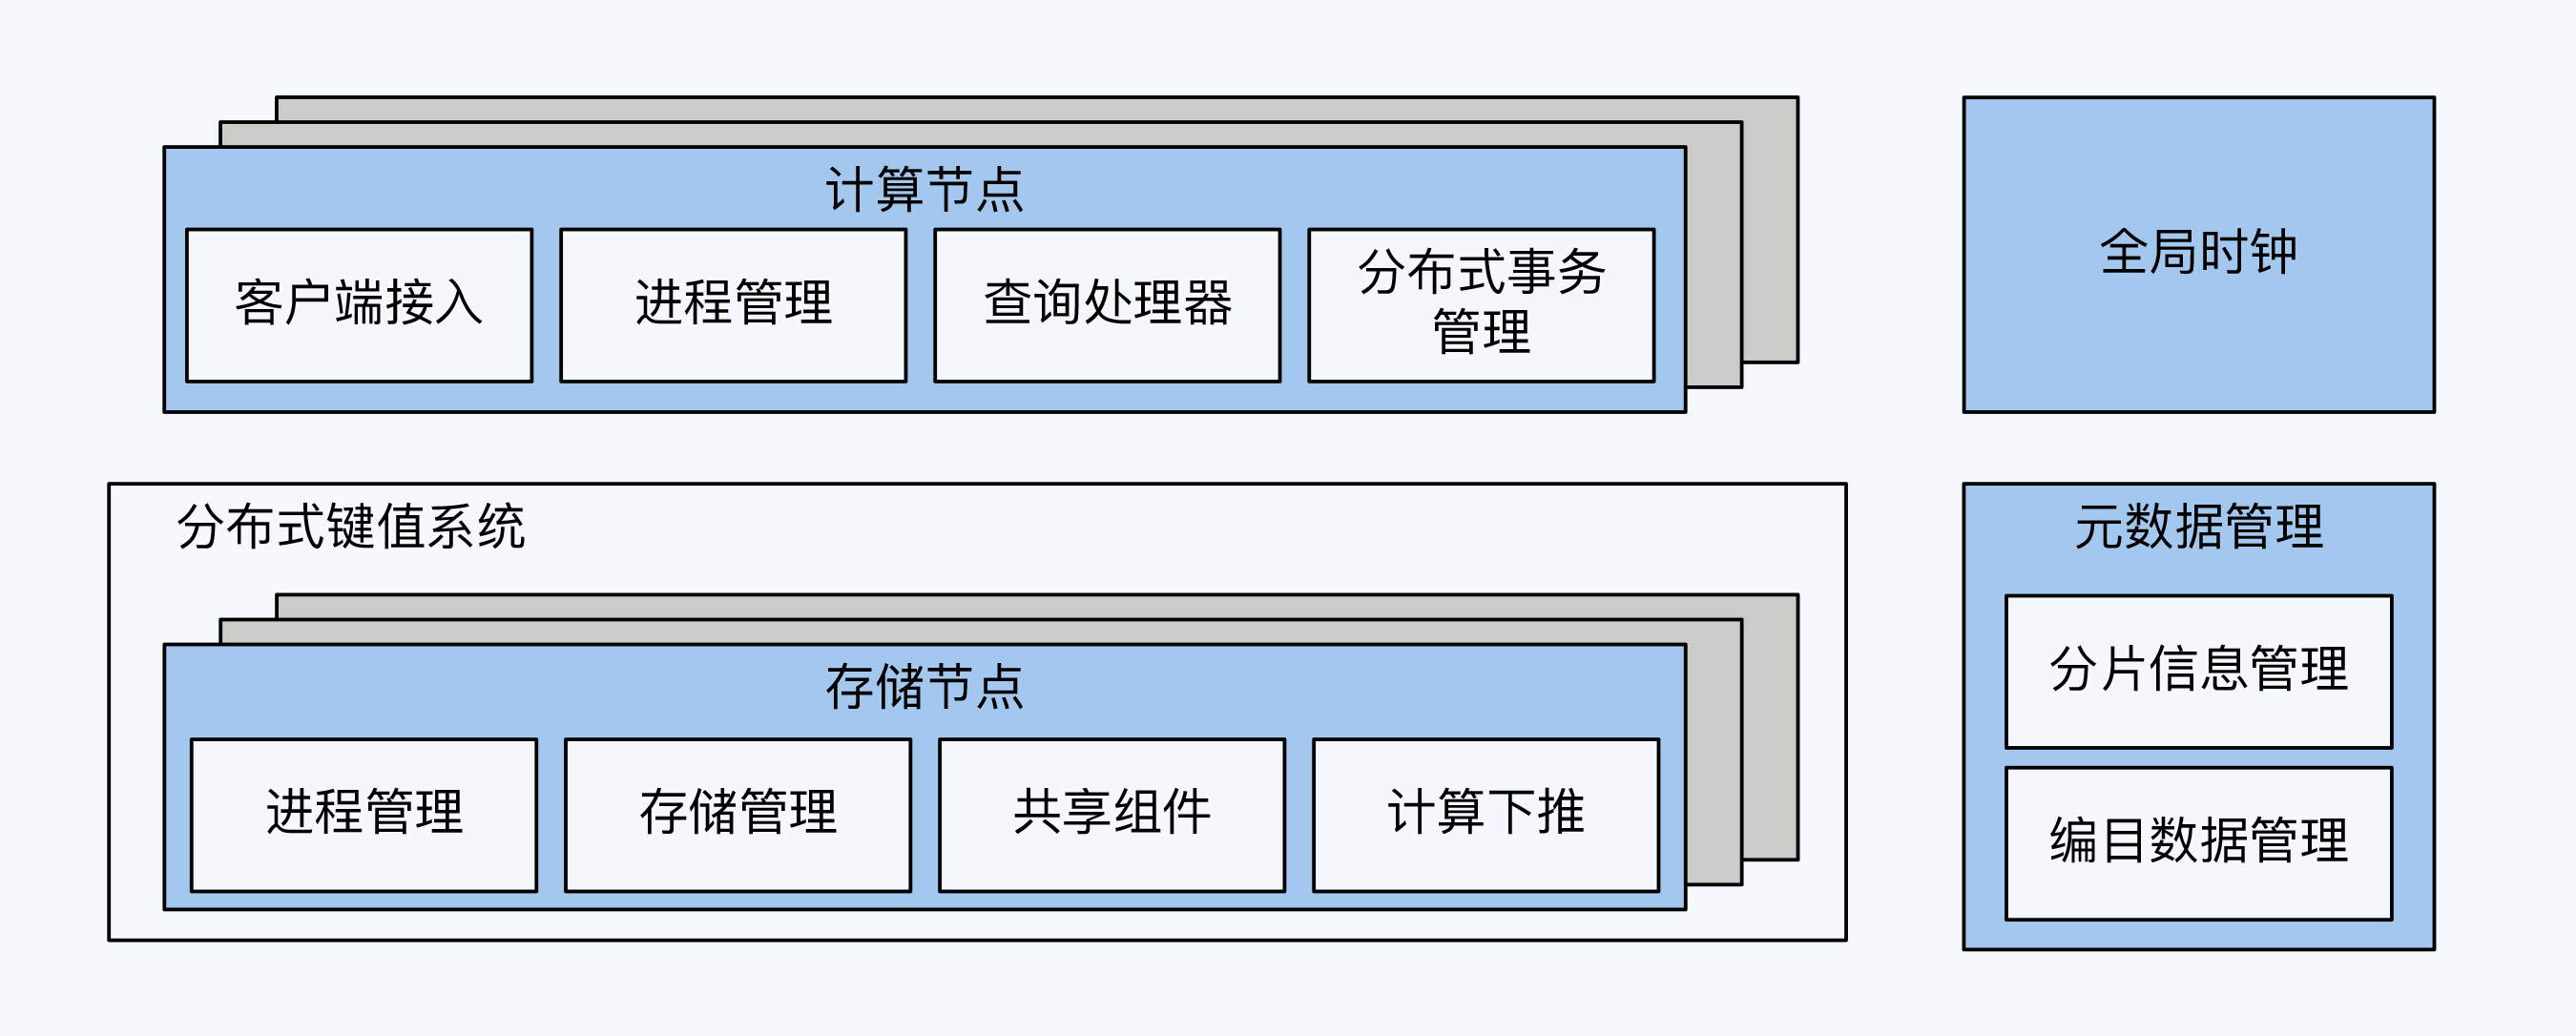 计算节点
客户端接入
进程管理
查询处理器
分布式事务
管理
全局时钟
分布式键值系统
存储节点
进程管理
存储管理
共享组件
计算下推
元数据管理
分片信息管理
编目数据管理